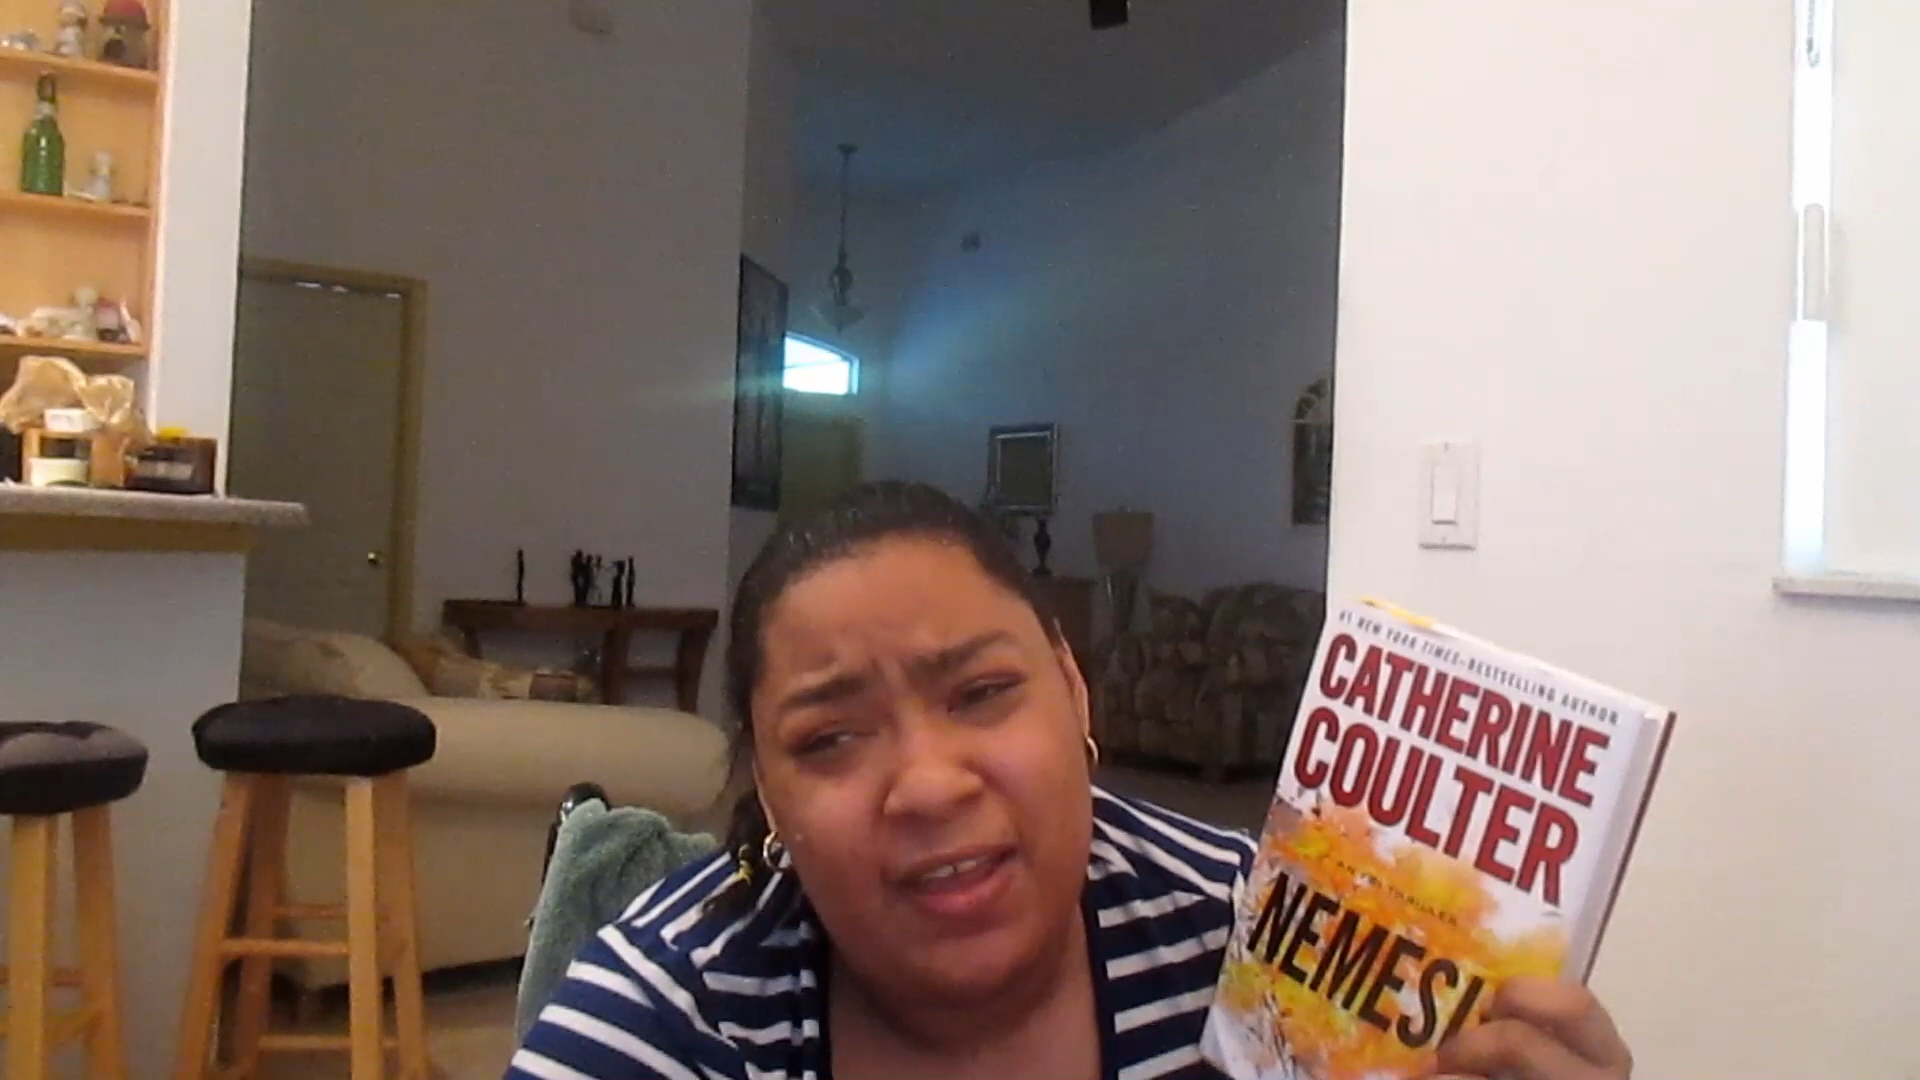 #1 NEW YORK TIMES–BESTSELLING AUTHOR
CATHERINE
COULTER
AN FBI THRILLER
NEMESI